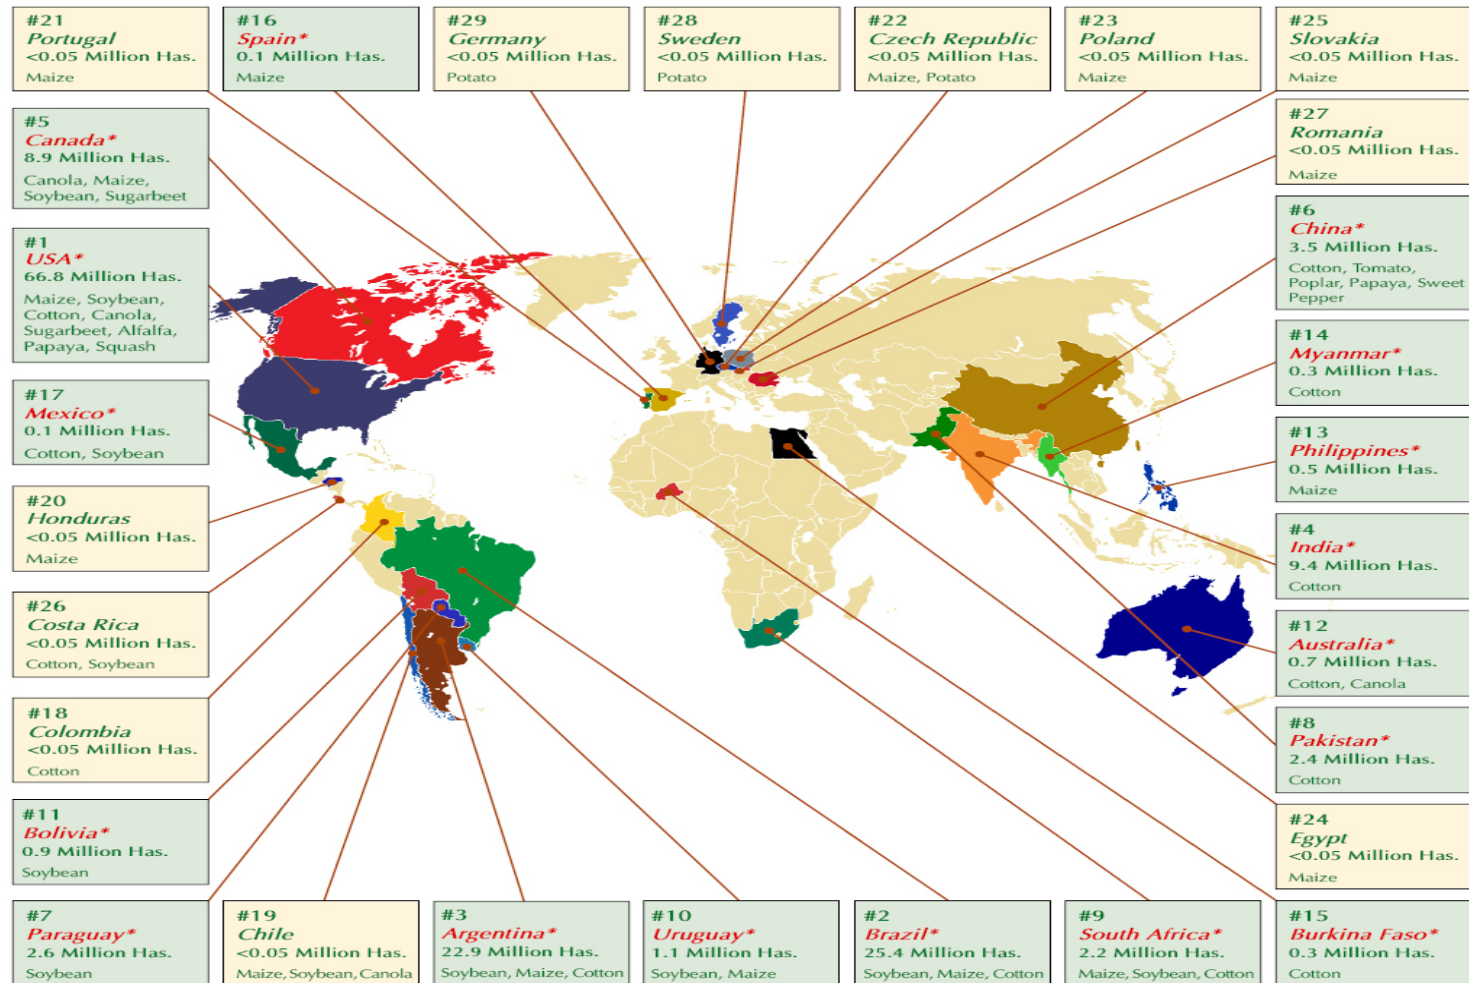 #21
Portugal
<0.05 Million Has.
Maize
#16
Spain*
0.1 Million Has.
Maize
#29
Germany
<0.05 Million Has.
Potato
#28
Sweden
<0.05 Million Has.
Potato
#22
Czech Republic
<0.05 Million Has.
Maize, Potato
#23
Poland
<0.05 Million Has.
Maize
#25
Slovakia
<0.05 Million Has.
Maize
#5
Canada*
8.9 Million Has.
Canola, Maize,
Soybean, Sugarbeet
#27
Romania
<0.05 Million Has.
Maize
#1
USA*
66.8 Million Has.
Maize, Soybean,
Cotton, Canola,
Sugarbeet, Alfalfa,
Papaya, Squash
#6
China*
3.5 Million Has.
Cotton, Tomato,
Poplar, Papaya, Sweet
Pepper
#14
Myanmar*
0.3 Million Has.
Cotton
#17
Mexico*
0.1 Million Has.
Cotton, Soybean
#13
Philippines*
0.5 Million Has.
Maize
#20
Honduras
<0.05 Million Has.
Maize
#4
India*
9.4 Million Has.
Cotton
#26
Costa Rica
<0.05 Million Has.
Cotton, Soybean
#12
Australia*
0.7 Million Has.
Cotton, Canola
#18
Colombia
<0.05 Million Has.
Cotton
#8
Pakistan*
2.4 Million Has.
Cotton
#11
Bolivia*
0.9 Million Has.
Soybean
#24
Egypt
<0.05 Million Has.
Maize
#7
Paraguay*
2.6 Million Has.
Soybean
#19
Chile
<0.05 Million Has.
Maize, Soybean, Canola
#3
Argentina*
22.9 Million Has.
Soybean, Maize, Cotton
#10
Uruguay*
1.1 Million Has.
Soybean, Maize
#2
Brazil*
25.4 Million Has.
Soybean, Maize, Cotton
#9
South Africa*
2.2 Million Has.
Maize, Soybean, Cotton
#15
Burkina Faso*
0.3 Million Has.
Cotton